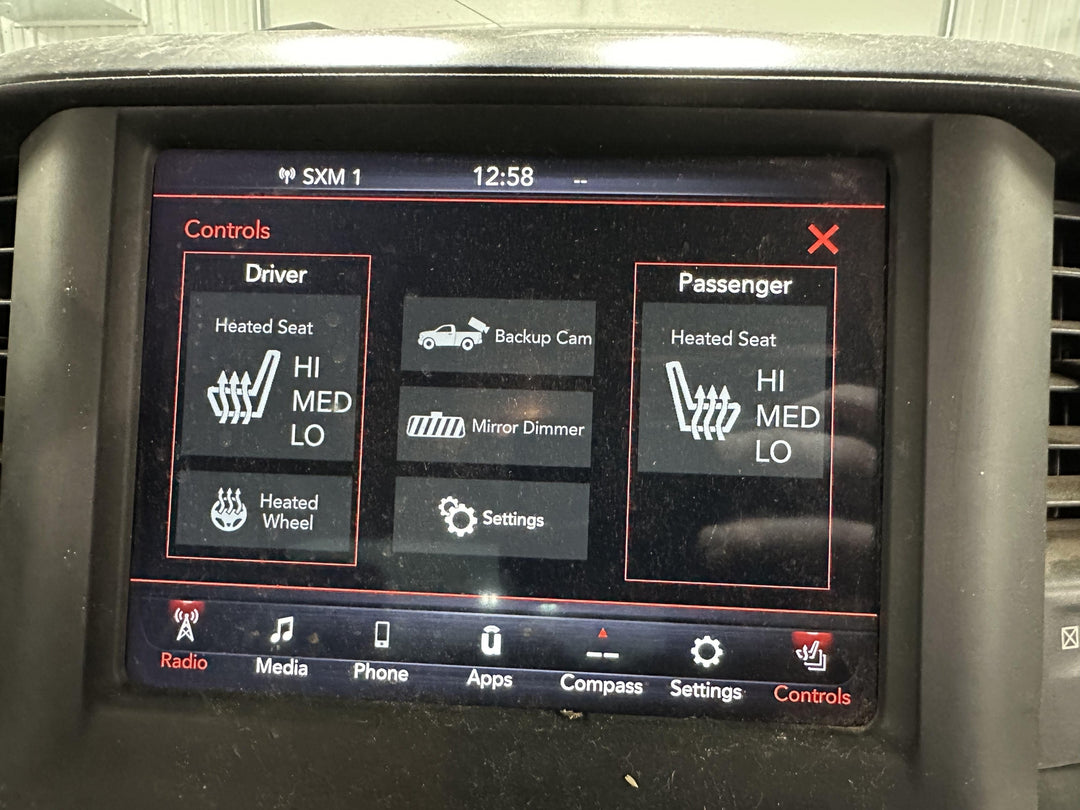 SXM 1
12:58
--
Controls
Driver
Heated Seat
HI
MED
LO
Heated
Wheel
Backup Cam
Mirror Dimmer
Settings
Passenger
Heated Seat
HI
MED
LO
Radio
Media
Phone
Apps
Compass
Settings
Controls